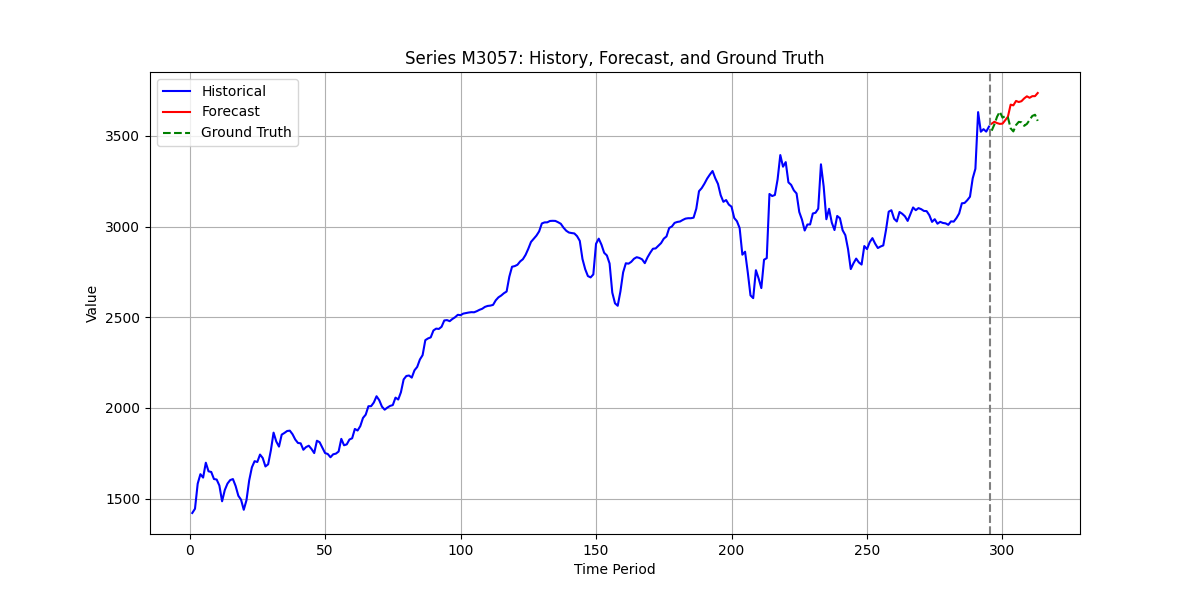 Series M3057: History, Forecast, and Ground Truth
Historical
Forecast
Ground Truth
Value
3500
3000
2500
2000
1500
0 50 100 150 200 250 300
Time Period